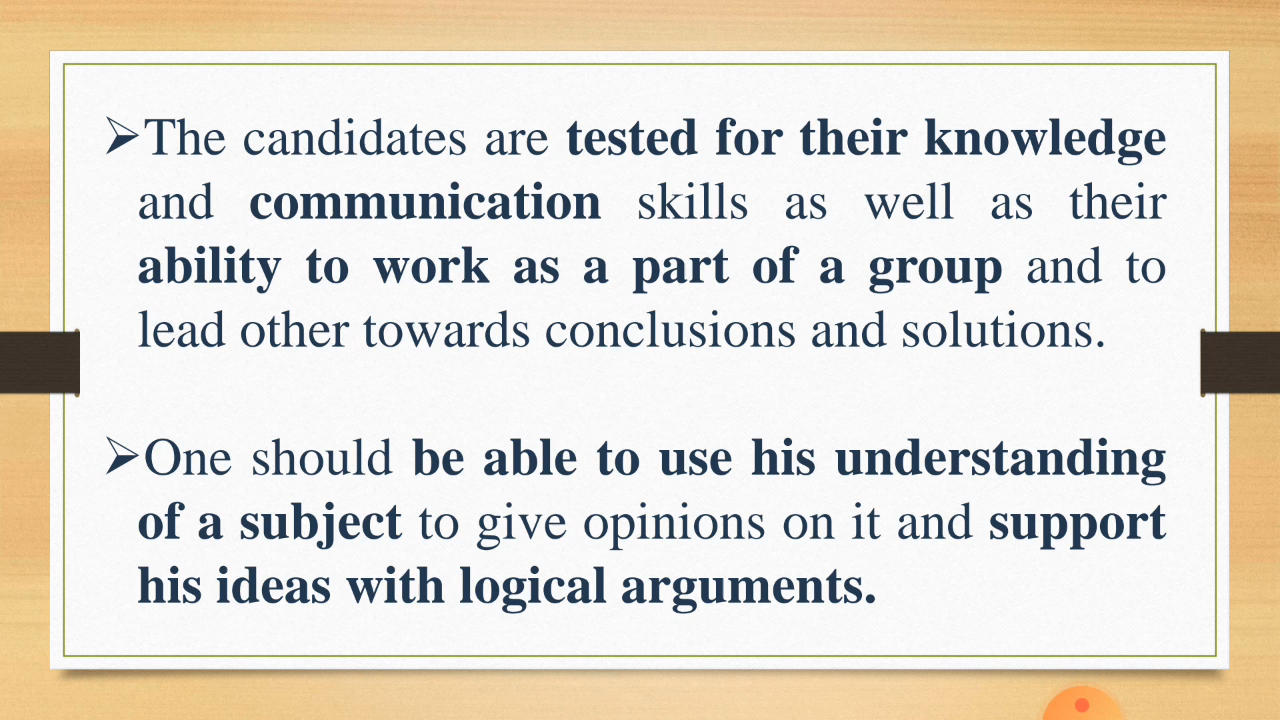 ➢The candidates are tested for their knowledge
and communication skills as well as their
ability to work as a part of a group and to
lead other towards conclusions and solutions.
➢One should be able to use his understanding
of a subject to give opinions on it and support
his ideas with logical arguments.